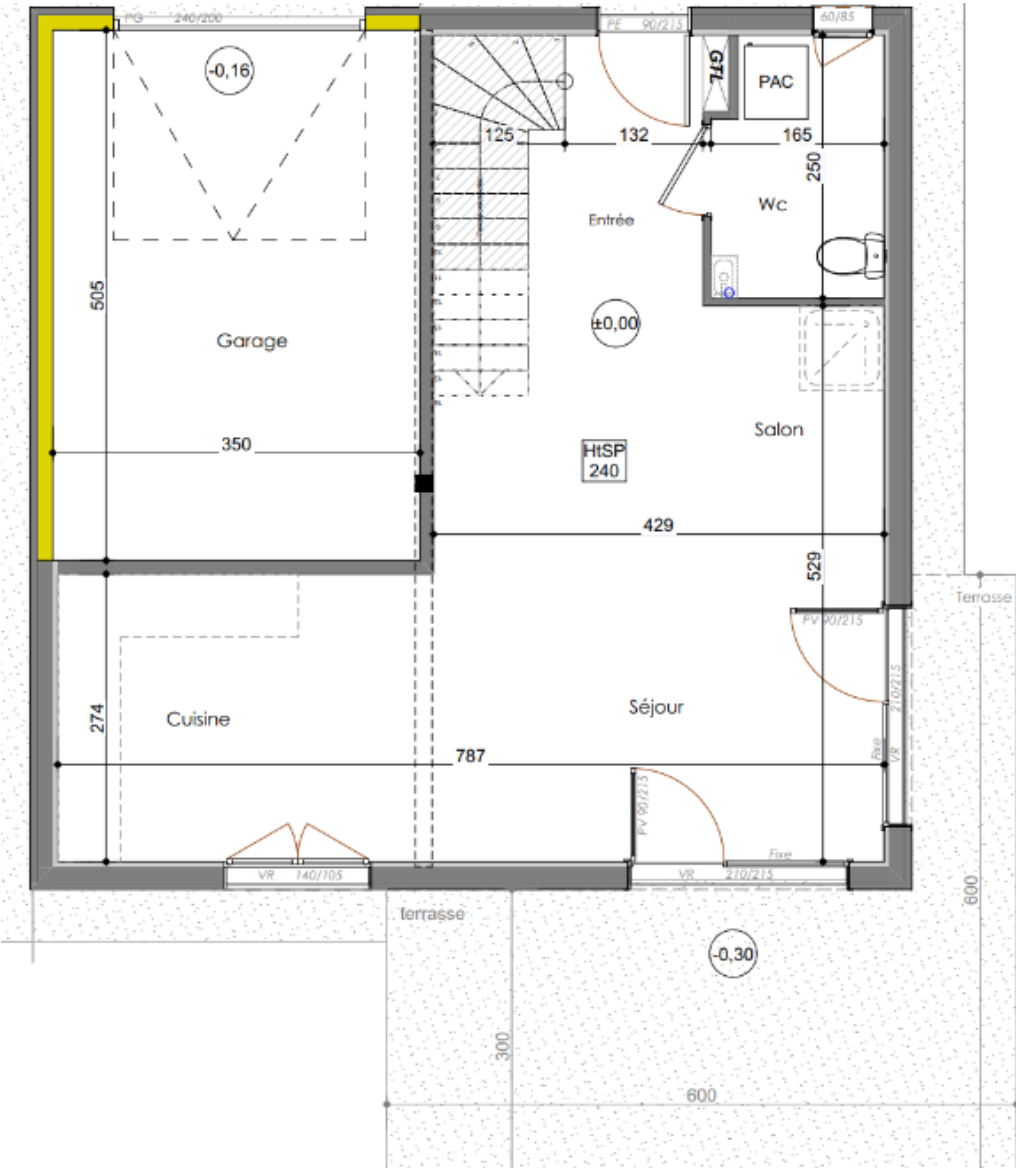 PG 240/200
PE 90/215
60/85
-0,16
GTL
PAC
125
132
165
250
Entrée
Wc
505
±0,00
Garage
Salon
350
HtSP
240
429
529
Terrasse
PV 90/215
210/215
VR
Fixe
274
Cuisine
Séjour
787
PV 90/215
Fixe
VR 140/105
VR 210/215
600
terrasse
-0,30
300
600